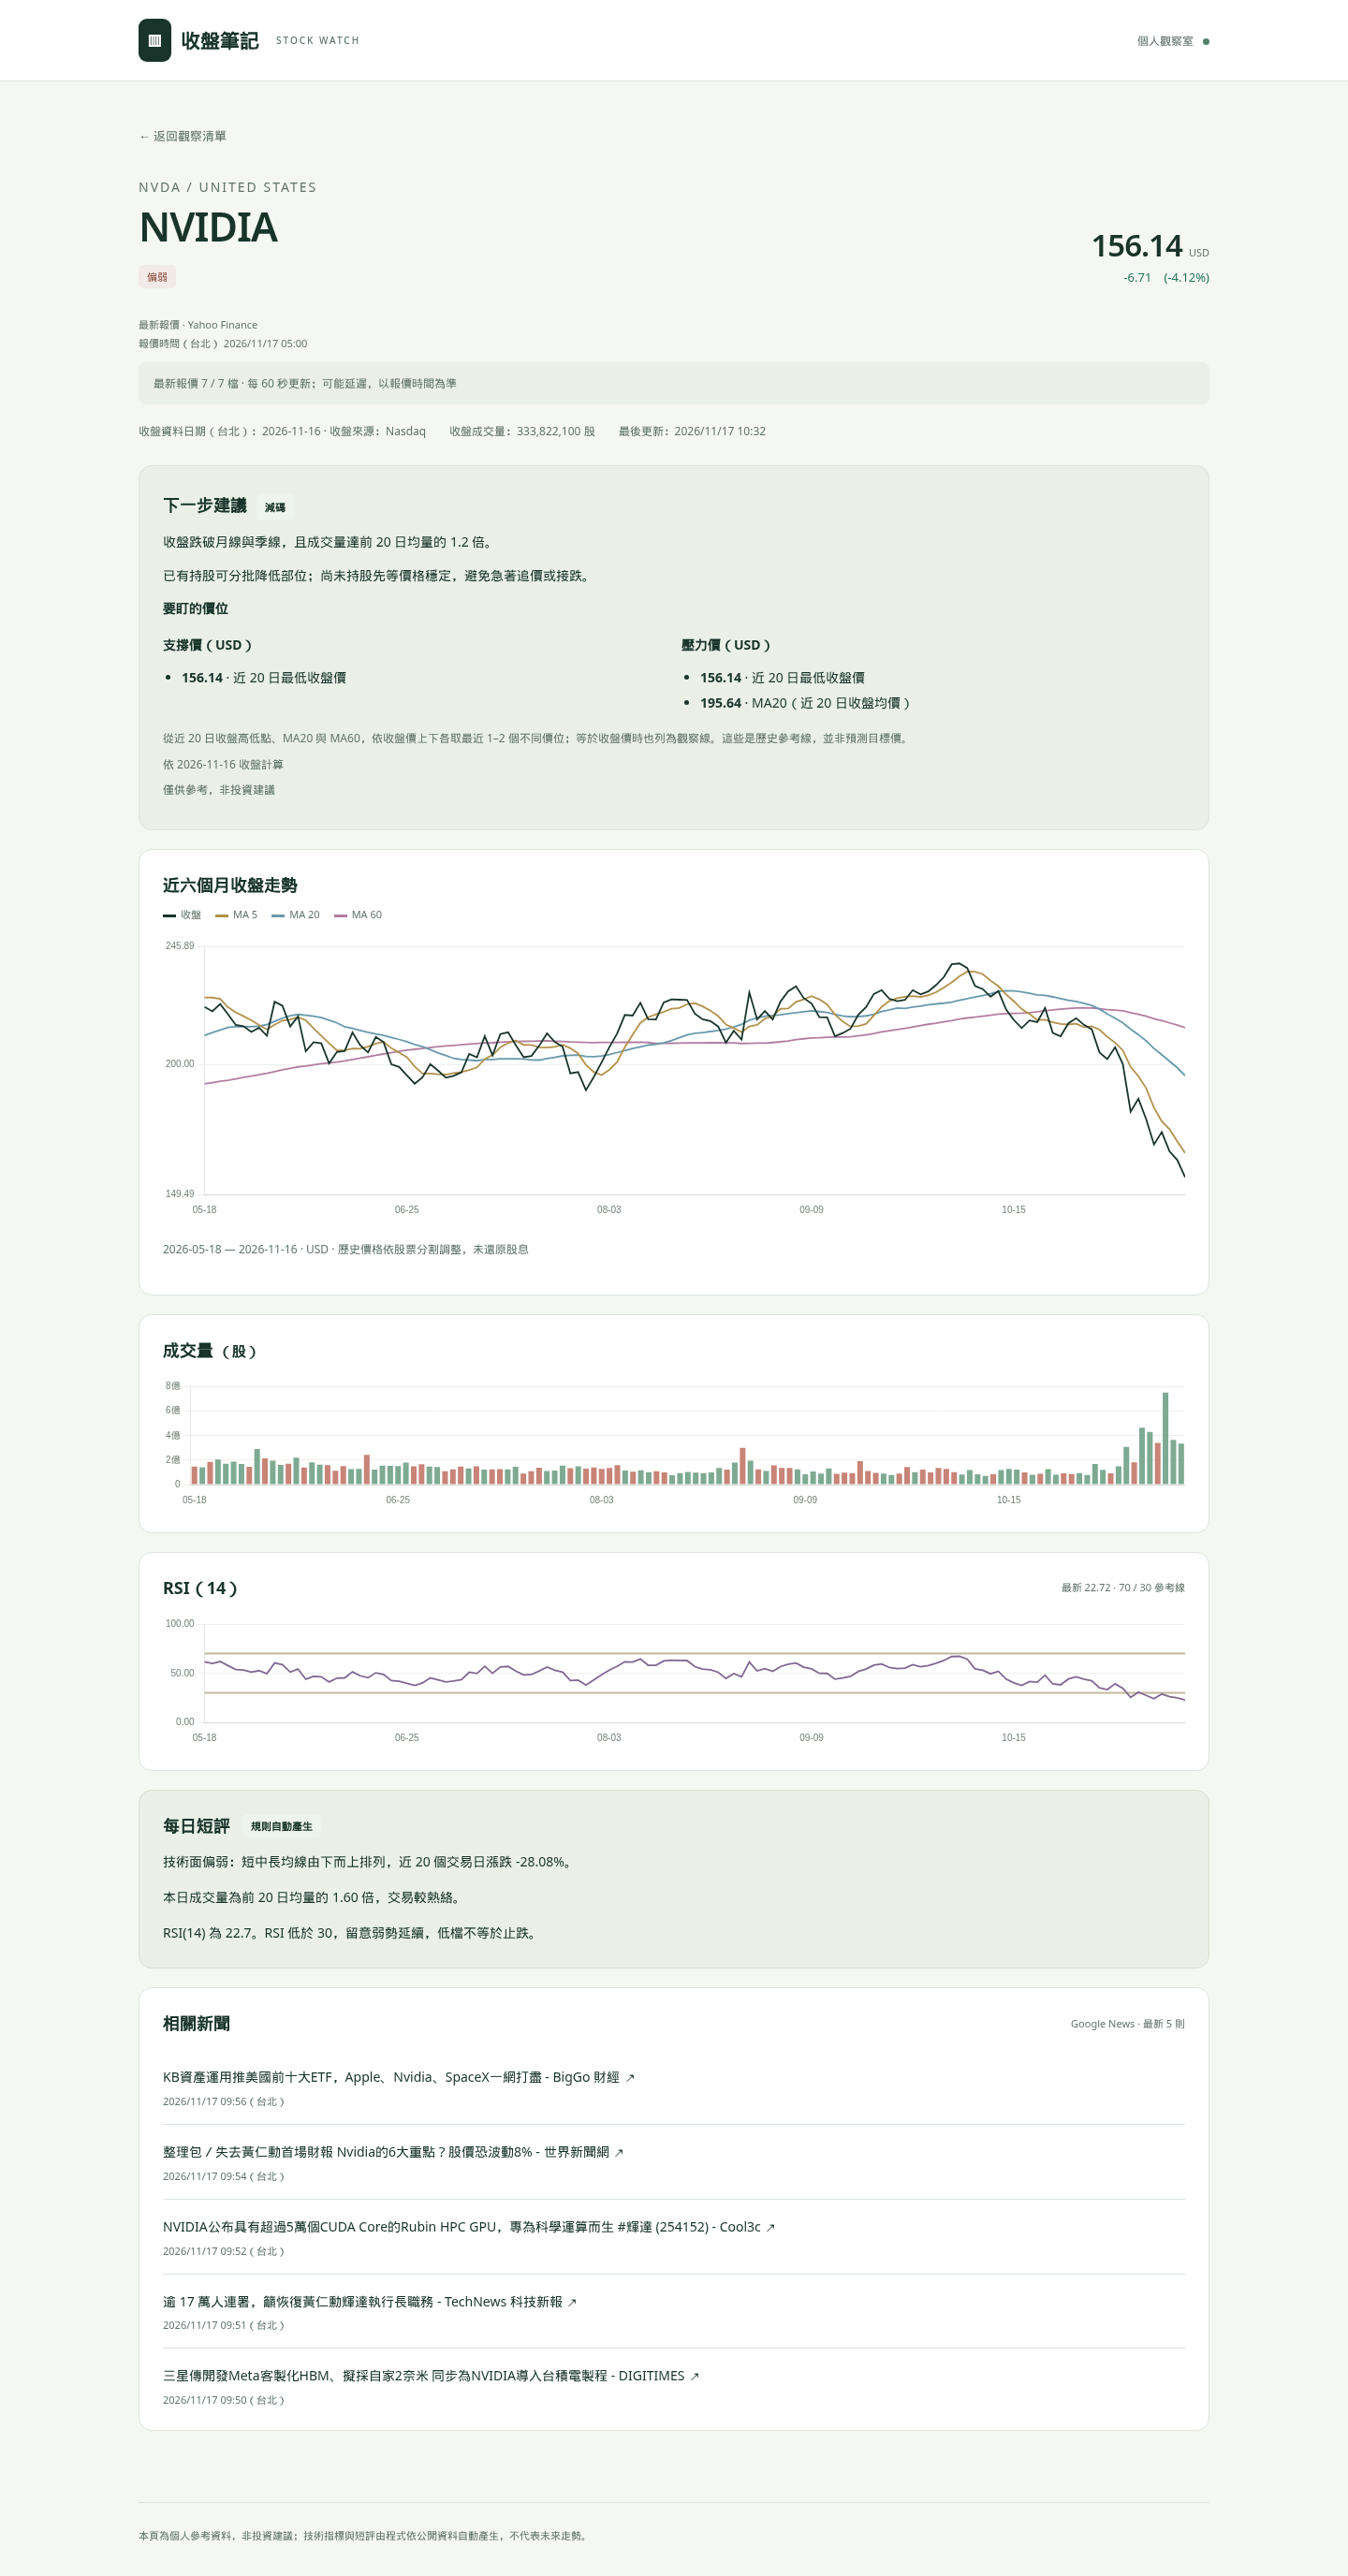 收盤筆記 STOCK WATCH 個人觀察室
← 返回觀察清單
NVDA / UNITED STATES
NVIDIA
156.14 USD
偏弱
-6.71 (-4.12%)
最新報價 · Yahoo Finance
報價時間（台北） 2026/11/17 05:00
最新報價 7 / 7 檔 · 每 60 秒更新；可能延遲，以報價時間為準
收盤資料日期（台北）：2026-11-16 · 收盤來源：Nasdaq 收盤成交量：333,822,100 股 最後更新：2026/11/17 10:32
下一步建議 減碼
收盤跌破月線與季線，且成交量達前 20 日均量的 1.2 倍。
已有持股可分批降低部位；尚未持股先等價格穩定，避免急著追價或接跌。
要盯的價位
支撐價（USD）
• 156.14 · 近 20 日最低收盤價
壓力價（USD）
• 156.14 · 近 20 日最低收盤價
• 195.64 · MA20（近 20 日收盤均價）
從近 20 日收盤高低點、MA20 與 MA60，依收盤價上下各取最近 1–2 個不同價位；等於收盤價時也列為觀察線。這些是歷史參考線，並非預測目標價。
依 2026-11-16 收盤計算
僅供參考，非投資建議
近六個月收盤走勢
收盤 MA 5 MA 20 MA 60
245.89
200.00
149.49
05-18 06-25 08-03 09-09 10-15
2026-05-18 — 2026-11-16 · USD · 歷史價格依股票分割調整，未還原股息
成交量（股）
8億
6億
4億
2億
0
05-18 06-25 08-03 09-09 10-15
RSI（14） 最新 22.72 · 70 / 30 參考線
100.00
50.00
0.00
05-18 06-25 08-03 09-09 10-15
每日短評 規則自動產生
技術面偏弱：短中長均線由下而上排列，近 20 個交易日漲跌 -28.08%。
本日成交量為前 20 日均量的 1.60 倍，交易較熱絡。
RSI(14) 為 22.7。RSI 低於 30，留意弱勢延續，低檔不等於止跌。
相關新聞 Google News · 最新 5 則
KB資產運用推美國前十大ETF，Apple、Nvidia、SpaceX一網打盡 - BigGo 財經 ↗
2026/11/17 09:56（台北）
整理包／失去黃仁勳首場財報 Nvidia的6大重點？股價恐波動8% - 世界新聞網 ↗
2026/11/17 09:54（台北）
NVIDIA公布具有超過5萬個CUDA Core的Rubin HPC GPU，專為科學運算而生 #輝達 (254152) - Cool3c ↗
2026/11/17 09:52（台北）
逾 17 萬人連署，籲恢復黃仁勳輝達執行長職務 - TechNews 科技新報 ↗
2026/11/17 09:51（台北）
三星傳開發Meta客製化HBM、擬採自家2奈米 同步為NVIDIA導入台積電製程 - DIGITIMES ↗
2026/11/17 09:50（台北）
本頁為個人參考資料，非投資建議；技術指標與短評由程式依公開資料自動產生，不代表未來走勢。